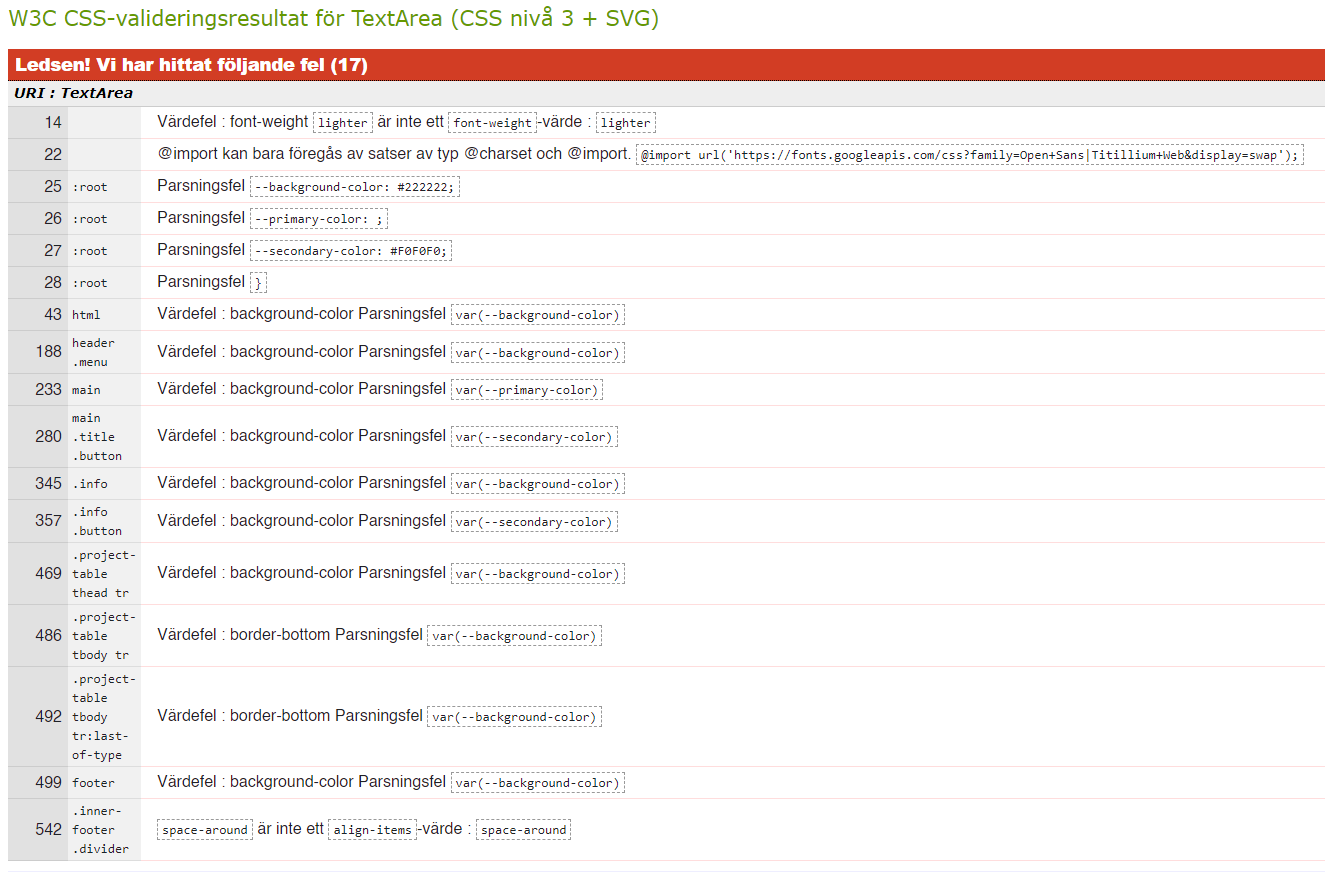 W3C CSS-valideringsresultat för TextArea (CSS nivå 3 + SVG)
Ledsen! Vi har hittat följande fel (17)
URI : TextArea
14 Värdefel : font-weight lighter är inte ett font-weight-värde : lighter
22 @import kan bara föregås av satser av typ @charset och @import. @import url('https://fonts.googleapis.com/css?family=Open+Sans|Titillium+Web&display=swap');
25 :root Parsningsfel --background-color: #222222;
26 :root Parsningsfel --primary-color: ;
27 :root Parsningsfel --secondary-color: #F0F0F0;
28 :root Parsningsfel }
43 html Värdefel : background-color Parsningsfel var(--background-color)
header
188 .menu Värdefel : background-color Parsningsfel var(--background-color)
233 main Värdefel : background-color Parsningsfel var(--primary-color)
main
280 .title Värdefel : background-color Parsningsfel var(--secondary-color)
.button
345 .info Värdefel : background-color Parsningsfel var(--background-color)
.info
357 .button Värdefel : background-color Parsningsfel var(--secondary-color)
.project-
469 table Värdefel : background-color Parsningsfel var(--background-color)
thead tr
.project-
486 table Värdefel : border-bottom Parsningsfel var(--background-color)
tbody tr
.project-
table
492 tbody Värdefel : border-bottom Parsningsfel var(--background-color)
tr:last-
of-type
499 footer Värdefel : background-color Parsningsfel var(--background-color)
.inner-
542 footer space-around är inte ett align-items-värde : space-around
.divider